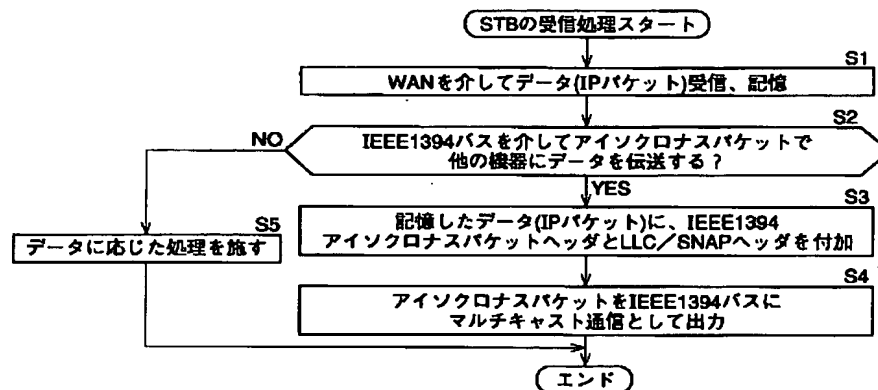 STBの受信処理スタート
S1
WANを介してデータ(IPパケット)受信、記憶
S2
IEEE1394バスを介してアイソクロナスパケットで
他の機器にデータを伝送する？
NO
YES
S3
記憶したデータ(IPパケット)に、IEEE1394
アイソクロナスパケットヘッダとLLC／SNAPヘッダを付加
S5
データに応じた処理を施す
S4
アイソクロナスパケットをIEEE1394バスに
マルチキャスト通信として出力
エンド